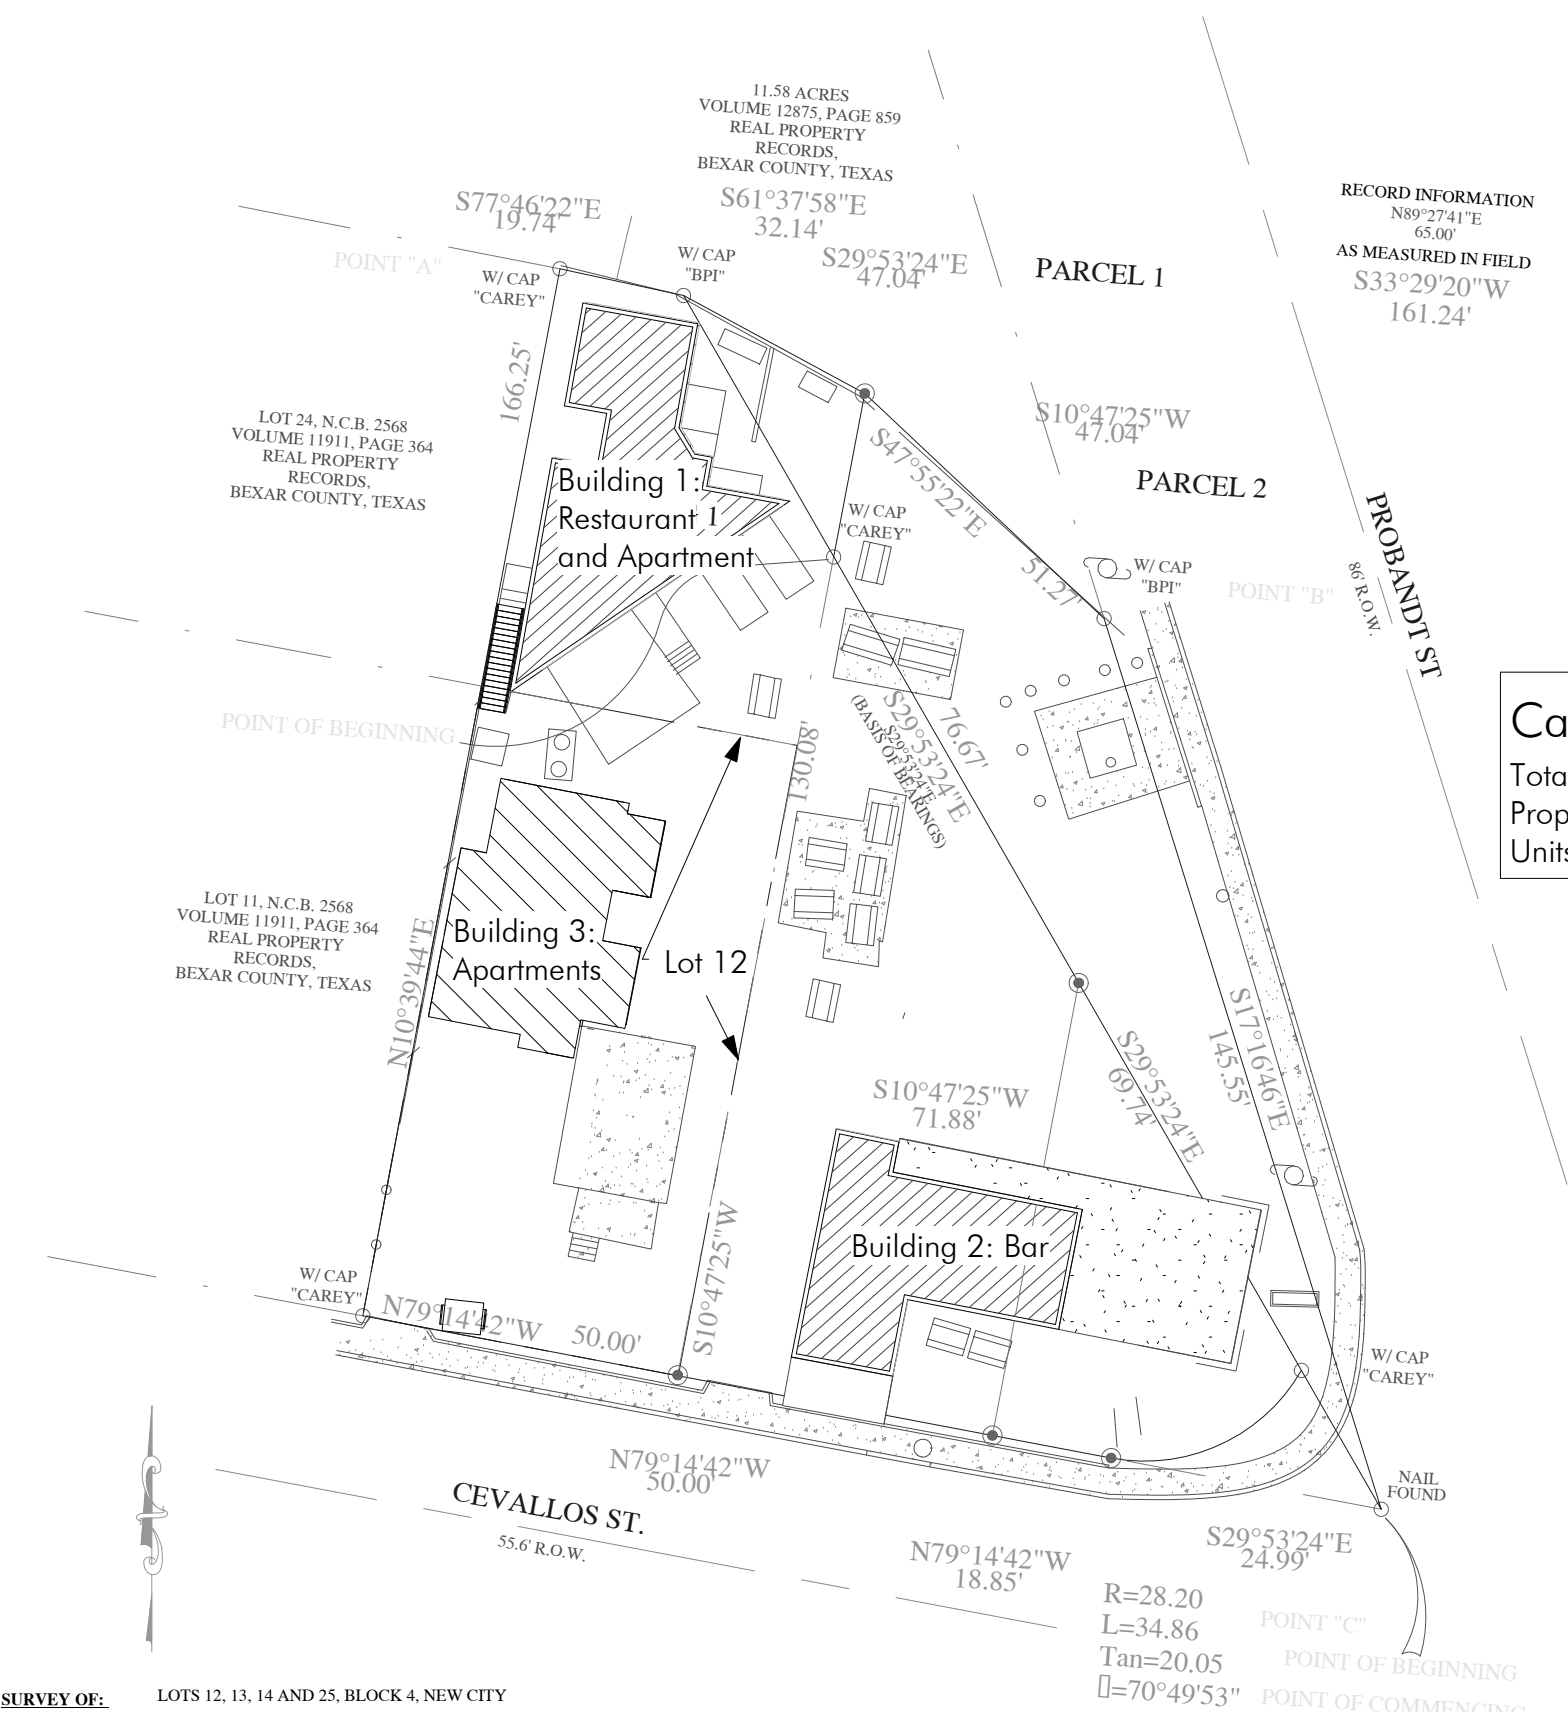 11.58 ACRES
VOLUME 12875, PAGE 859
REAL PROPERTY
RECORDS,
BEXAR COUNTY, TEXAS
S77°46'22"E
19.74'
S61°37'58"E
32.14'
S29°53'24"E
47.04'
RECORD INFORMATION
N89°27'41"E
65.00'
AS MEASURED IN FIELD
S33°29'20"W
161.24'
POINT "A"
W/ CAP
"CAREY"
W/ CAP
"BPI"
PARCEL 1
166.25'
LOT 24, N.C.B. 2568
VOLUME 11911, PAGE 364
REAL PROPERTY
RECORDS,
BEXAR COUNTY, TEXAS
S10°47'25"W
47.04'
S47°55'22"E
51.27'
PARCEL 2
PROBANDT ST
86' R.O.W.
Building 1:
Restaurant 1
and Apartment
W/ CAP
"CAREY"
W/ CAP
"BPI"
POINT "B"
POINT OF BEGINNING
130.08'
76.67'
S29°53'24"E
S29°53'24"E
(BASIS OF BEARINGS)
Ca
Tota
Prop
Units
LOT 11, N.C.B. 2568
VOLUME 11911, PAGE 364
REAL PROPERTY
RECORDS,
BEXAR COUNTY, TEXAS
N10°39'44"E
Building 3:
Apartments
Lot 12
S17°16'46"E
145.55'
S29°53'24"E
69.74'
S10°47'25"W
71.88'
S10°47'25"W
Building 2: Bar
W/ CAP
"CAREY"
N79°14'42"W
50.00'
W/ CAP
"CAREY"
N79°14'42"W
50.00'
CEVALLOS ST.
55.6' R.O.W.
NAIL
FOUND
N79°14'42"W
18.85'
S29°53'24"E
24.99'
R=28.20
L=34.86
Tan=20.05
=70°49'53"
POINT "C"
POINT OF BEGINNING
POINT OF COMMENCING
SURVEY OF: LOTS 12, 13, 14 AND 25, BLOCK 4, NEW CITY